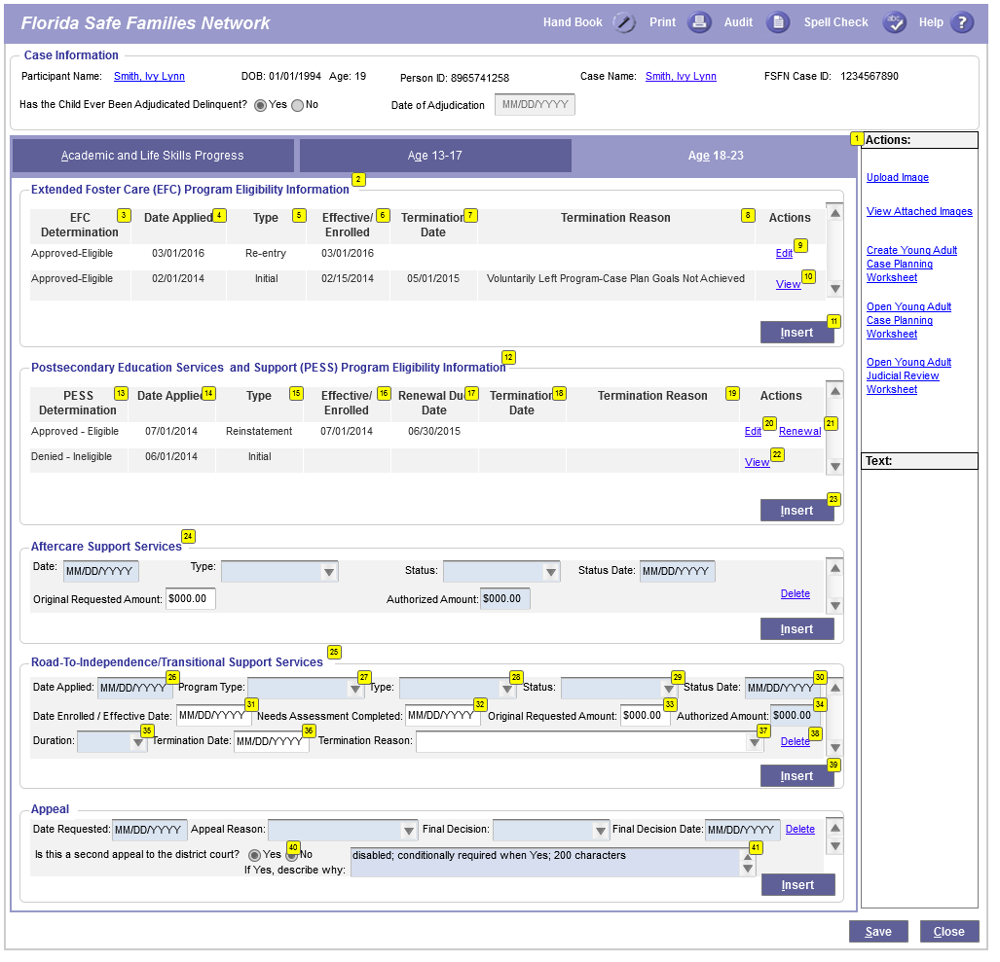 Florida Safe Families Network
Hand Book Print Audit Spell Check abc Help ?
Case Information
Participant Name: Smith, Ivy Lynn DOB: 01/01/1994 Age: 19 Person ID: 8965741258 Case Name: Smith, Ivy Lynn FSFN Case ID: 1234567890
Has the Child Ever Been Adjudicated Delinquent? Yes No Date of Adjudication MM/DD/YYYY
Academic and Life Skills Progress Age 13-17 Age 18-23
1 Actions:
Upload Image
View Attached Images
Create Young Adult
Case Planning
Worksheet
Open Young Adult
Case Planning
Worksheet
Open Young Adult
Judicial Review
Worksheet
Text:
Extended Foster Care (EFC) Program Eligibility Information 2
EFC 3 Date Applied 4 Type 5 Effective/ 6 Termination 7 Termination Reason 8 Actions
Determination Enrolled Date
Approved-Eligible 03/01/2016 Re-entry 03/01/2016 Edit 9
Approved-Eligible 02/01/2014 Initial 02/15/2014 05/01/2015 Voluntarily Left Program-Case Plan Goals Not Achieved View 10
Insert 11
Postsecondary Education Services and Support (PESS) Program Eligibility Information 12
PESS 13 Date Applied 14 Type 15 Effective/ 16 Renewal Du 17 Termination 18 Termination Reason 19 Actions
Determination Enrolled Date Date
Approved - Eligible 07/01/2014 Reinstatement 07/01/2014 06/30/2015 Edit 20 Renewal 21
Denied - Ineligible 06/01/2014 Initial View 22
Insert 23
Aftercare Support Services 24
Date: MM/DD/YYYY Type: Status: Status Date: MM/DD/YYYY
Original Requested Amount: $000.00 Authorized Amount: $000.00 Delete
Insert
Road-To-Independence/Transitional Support Services 25
Date Applied: MM/DD/YYYY 26 Program Type: 27 Type: 28 Status: 29 Status Date: MM/DD/YYYY 30
Date Enrolled / Effective Date: MM/DD/YYYY 31 Needs Assessment Completed: MM/DD/YYYY 32 Original Requested Amount: $000.00 33 Authorized Amount: $000.00 34
Duration: 35 Termination Date: MM/DD/YYYY 36 Termination Reason: 37 Delete 38
Insert 39
Appeal
Date Requested: MM/DD/YYYY Appeal Reason: Final Decision: Final Decision Date: MM/DD/YYYY Delete
Is this a second appeal to the district court? Yes 40 No disabled; conditionally required when Yes; 200 characters 41
If Yes, describe why:
Insert
Save Close